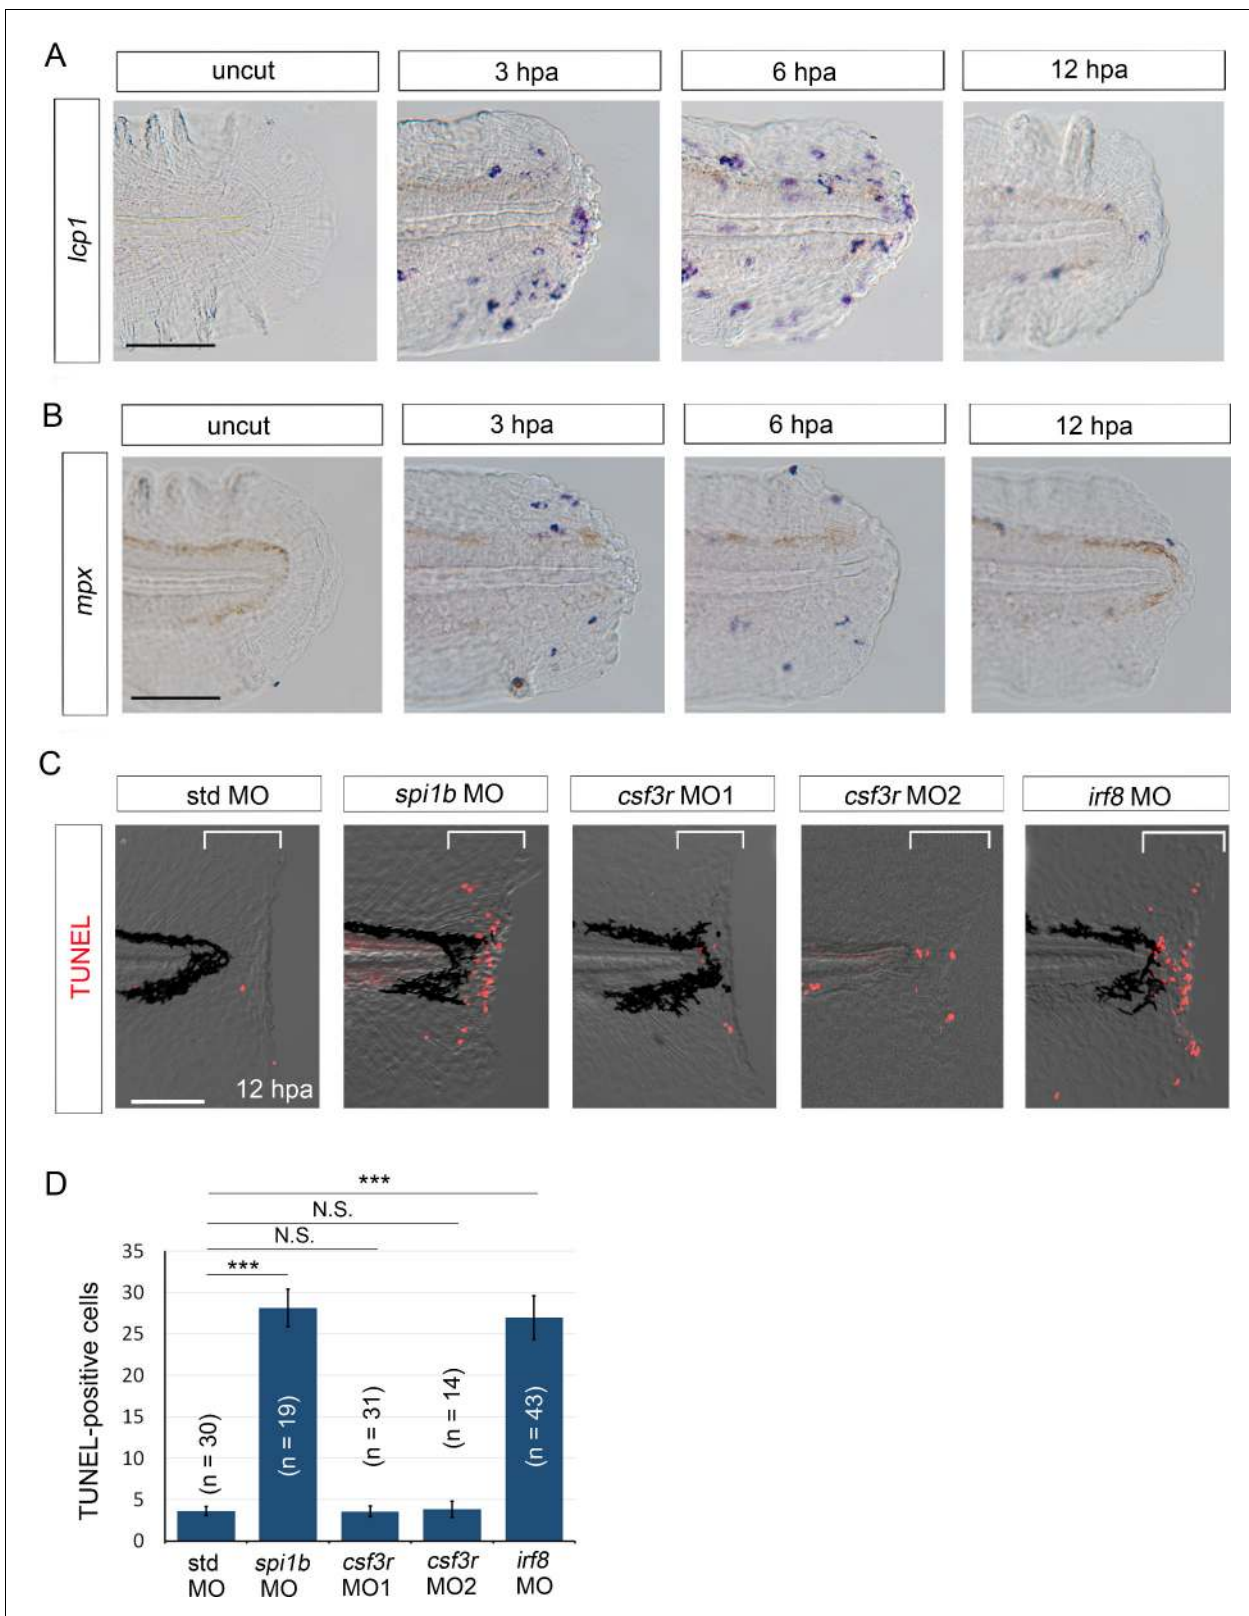 A
uncut
3 hpa
6 hpa
12 hpa
lcp1
B
uncut
3 hpa
6 hpa
12 hpa
mpx
C
std MO
spi1b MO
csf3r MO1
csf3r MO2
irf8 MO
TUNEL
12 hpa
D
***
N.S.
N.S.
***
TUNEL-positive cells
35
30
25
20
15
10
5
0
(n = 30)
(n = 19)
(n = 31)
(n = 14)
(n = 43)
std
MO
spi1b
MO
csf3r
MO1
csf3r
MO2
irf8
MO